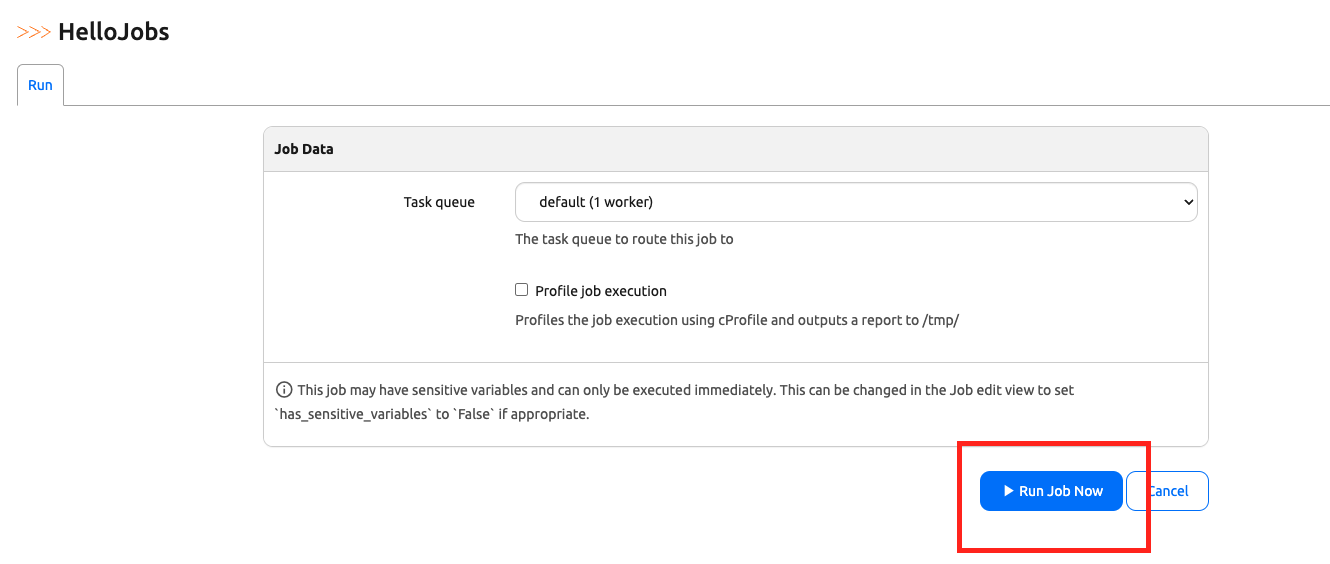 >>> HelloJobs
Run
Job Data
Task queue
default (1 worker)
The task queue to route this job to
Profile job execution
Profiles the job execution using cProfile and outputs a report to /tmp/
This job may have sensitive variables and can only be executed immediately. This can be changed in the Job edit view to set
`has_sensitive_variables` to `False` if appropriate.
Run Job Now
Cancel